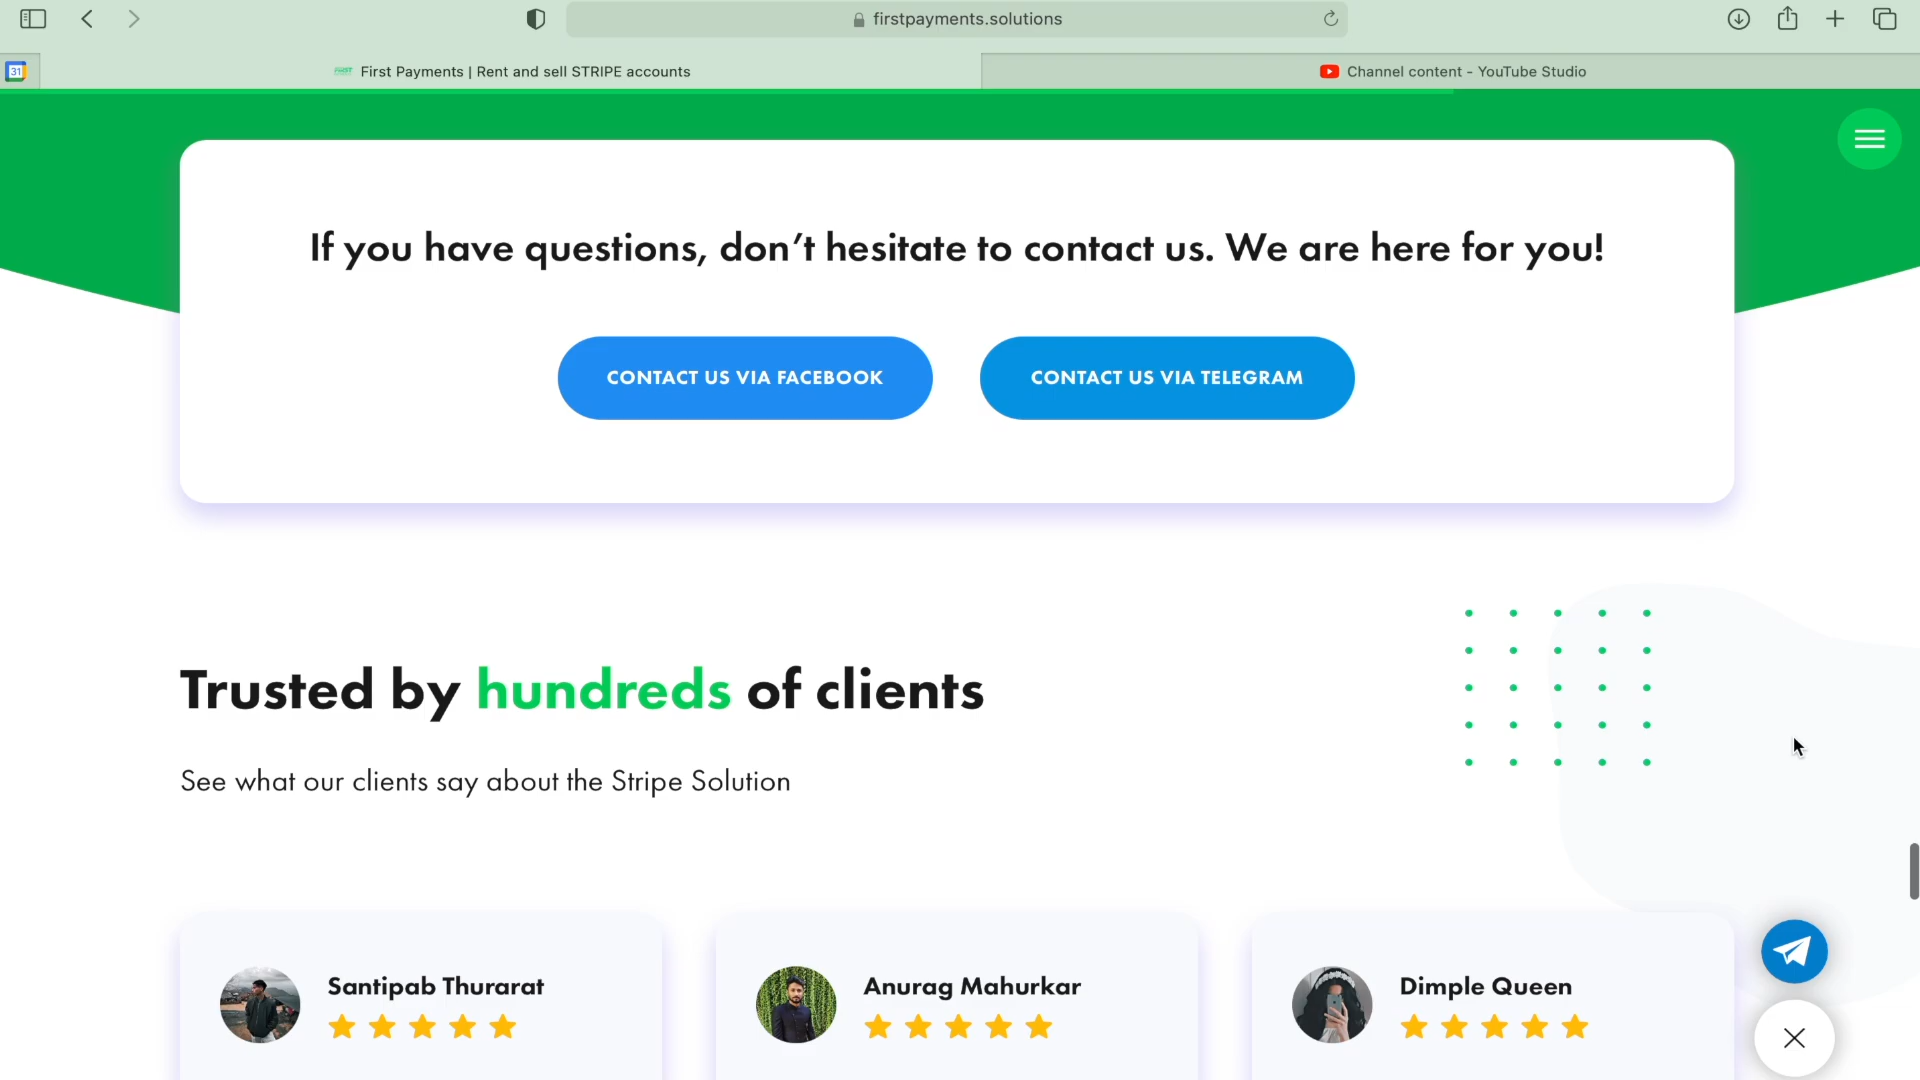 firstpayments.solutions
31
FIRST
First Payments | Rent and sell STRIPE accounts
Channel content - YouTube Studio
If you have questions, don’t hesitate to contact us. We are here for you!
CONTACT US VIA FACEBOOK
CONTACT US VIA TELEGRAM
Trusted by hundreds of clients
See what our clients say about the Stripe Solution
Santipab Thurarat
Anurag Mahurkar
Dimple Queen